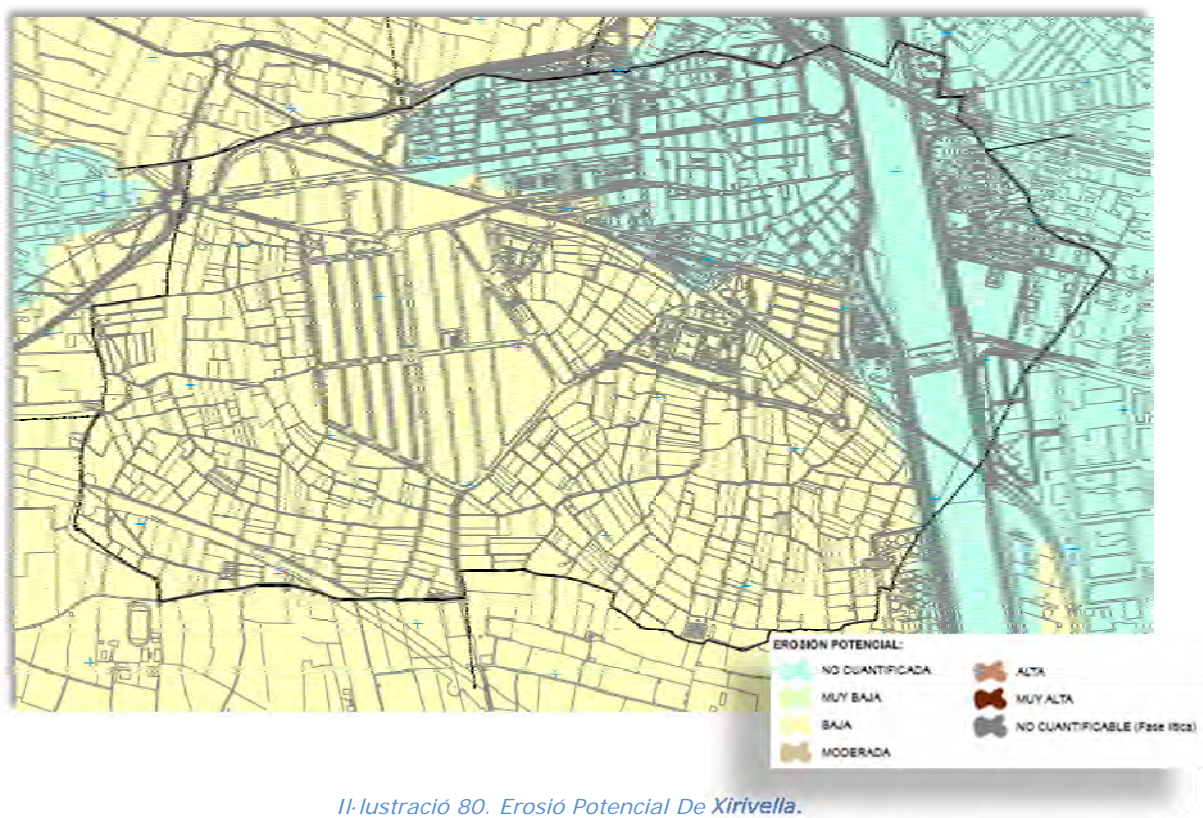 EROSIÓN POTENCIAL:
NO CUANTIFICADA
MUY BAJA
BAJA
MODERADA
ALTA
MUY ALTA
NO CUANTIFICABLE (Fase lítica)
Il·lustració 80. Erosió Potencial De Xirivella.